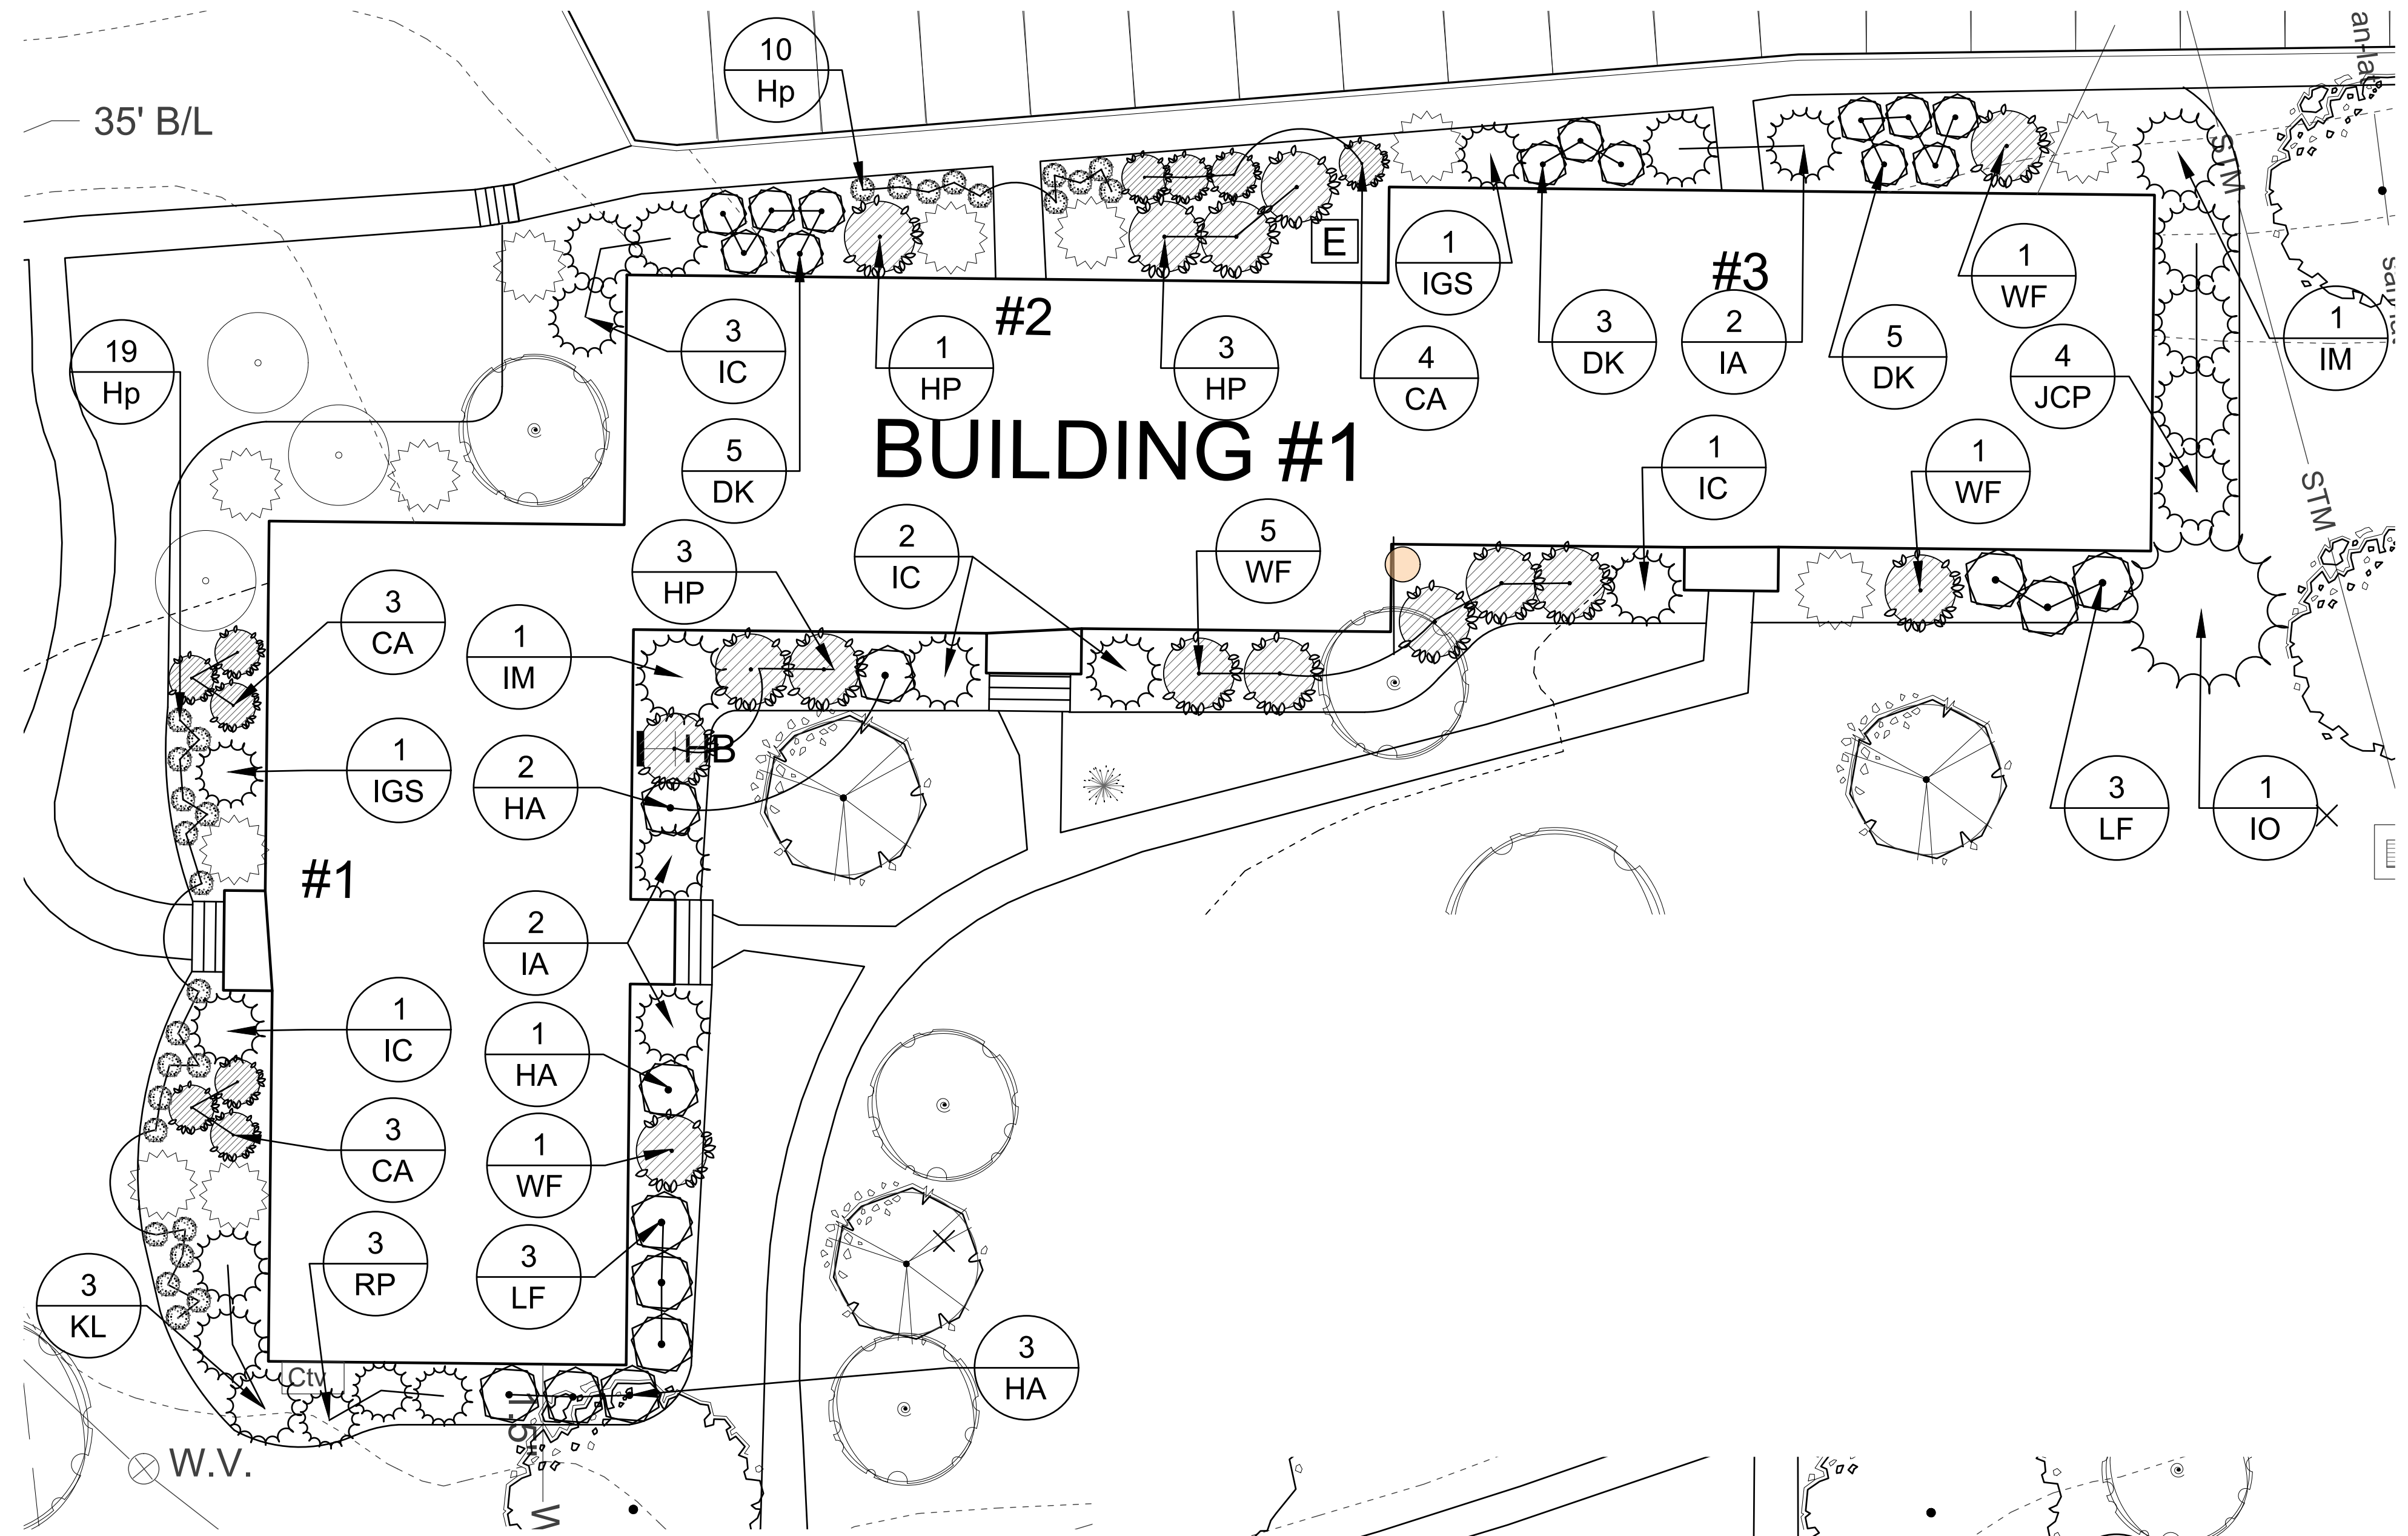 10
Hp
35' B/L
an-lat
STM
E
#2
#3
1
IGS
1
WF
3
IC
1
HP
3
HP
4
CA
3
DK
2
IA
5
DK
4
JCP
1
IM
19
Hp
BUILDING #1
5
DK
1
IC
1
WF
STM
3
HP
2
IC
5
WF
3
CA
1
IM
HB
1
IGS
2
HA
3
LF
1
IO
#1
2
IA
1
IC
1
HA
3
CA
1
WF
3
RP
3
LF
3
KL
3
HA
Ctv
1.5"
W.V.
W